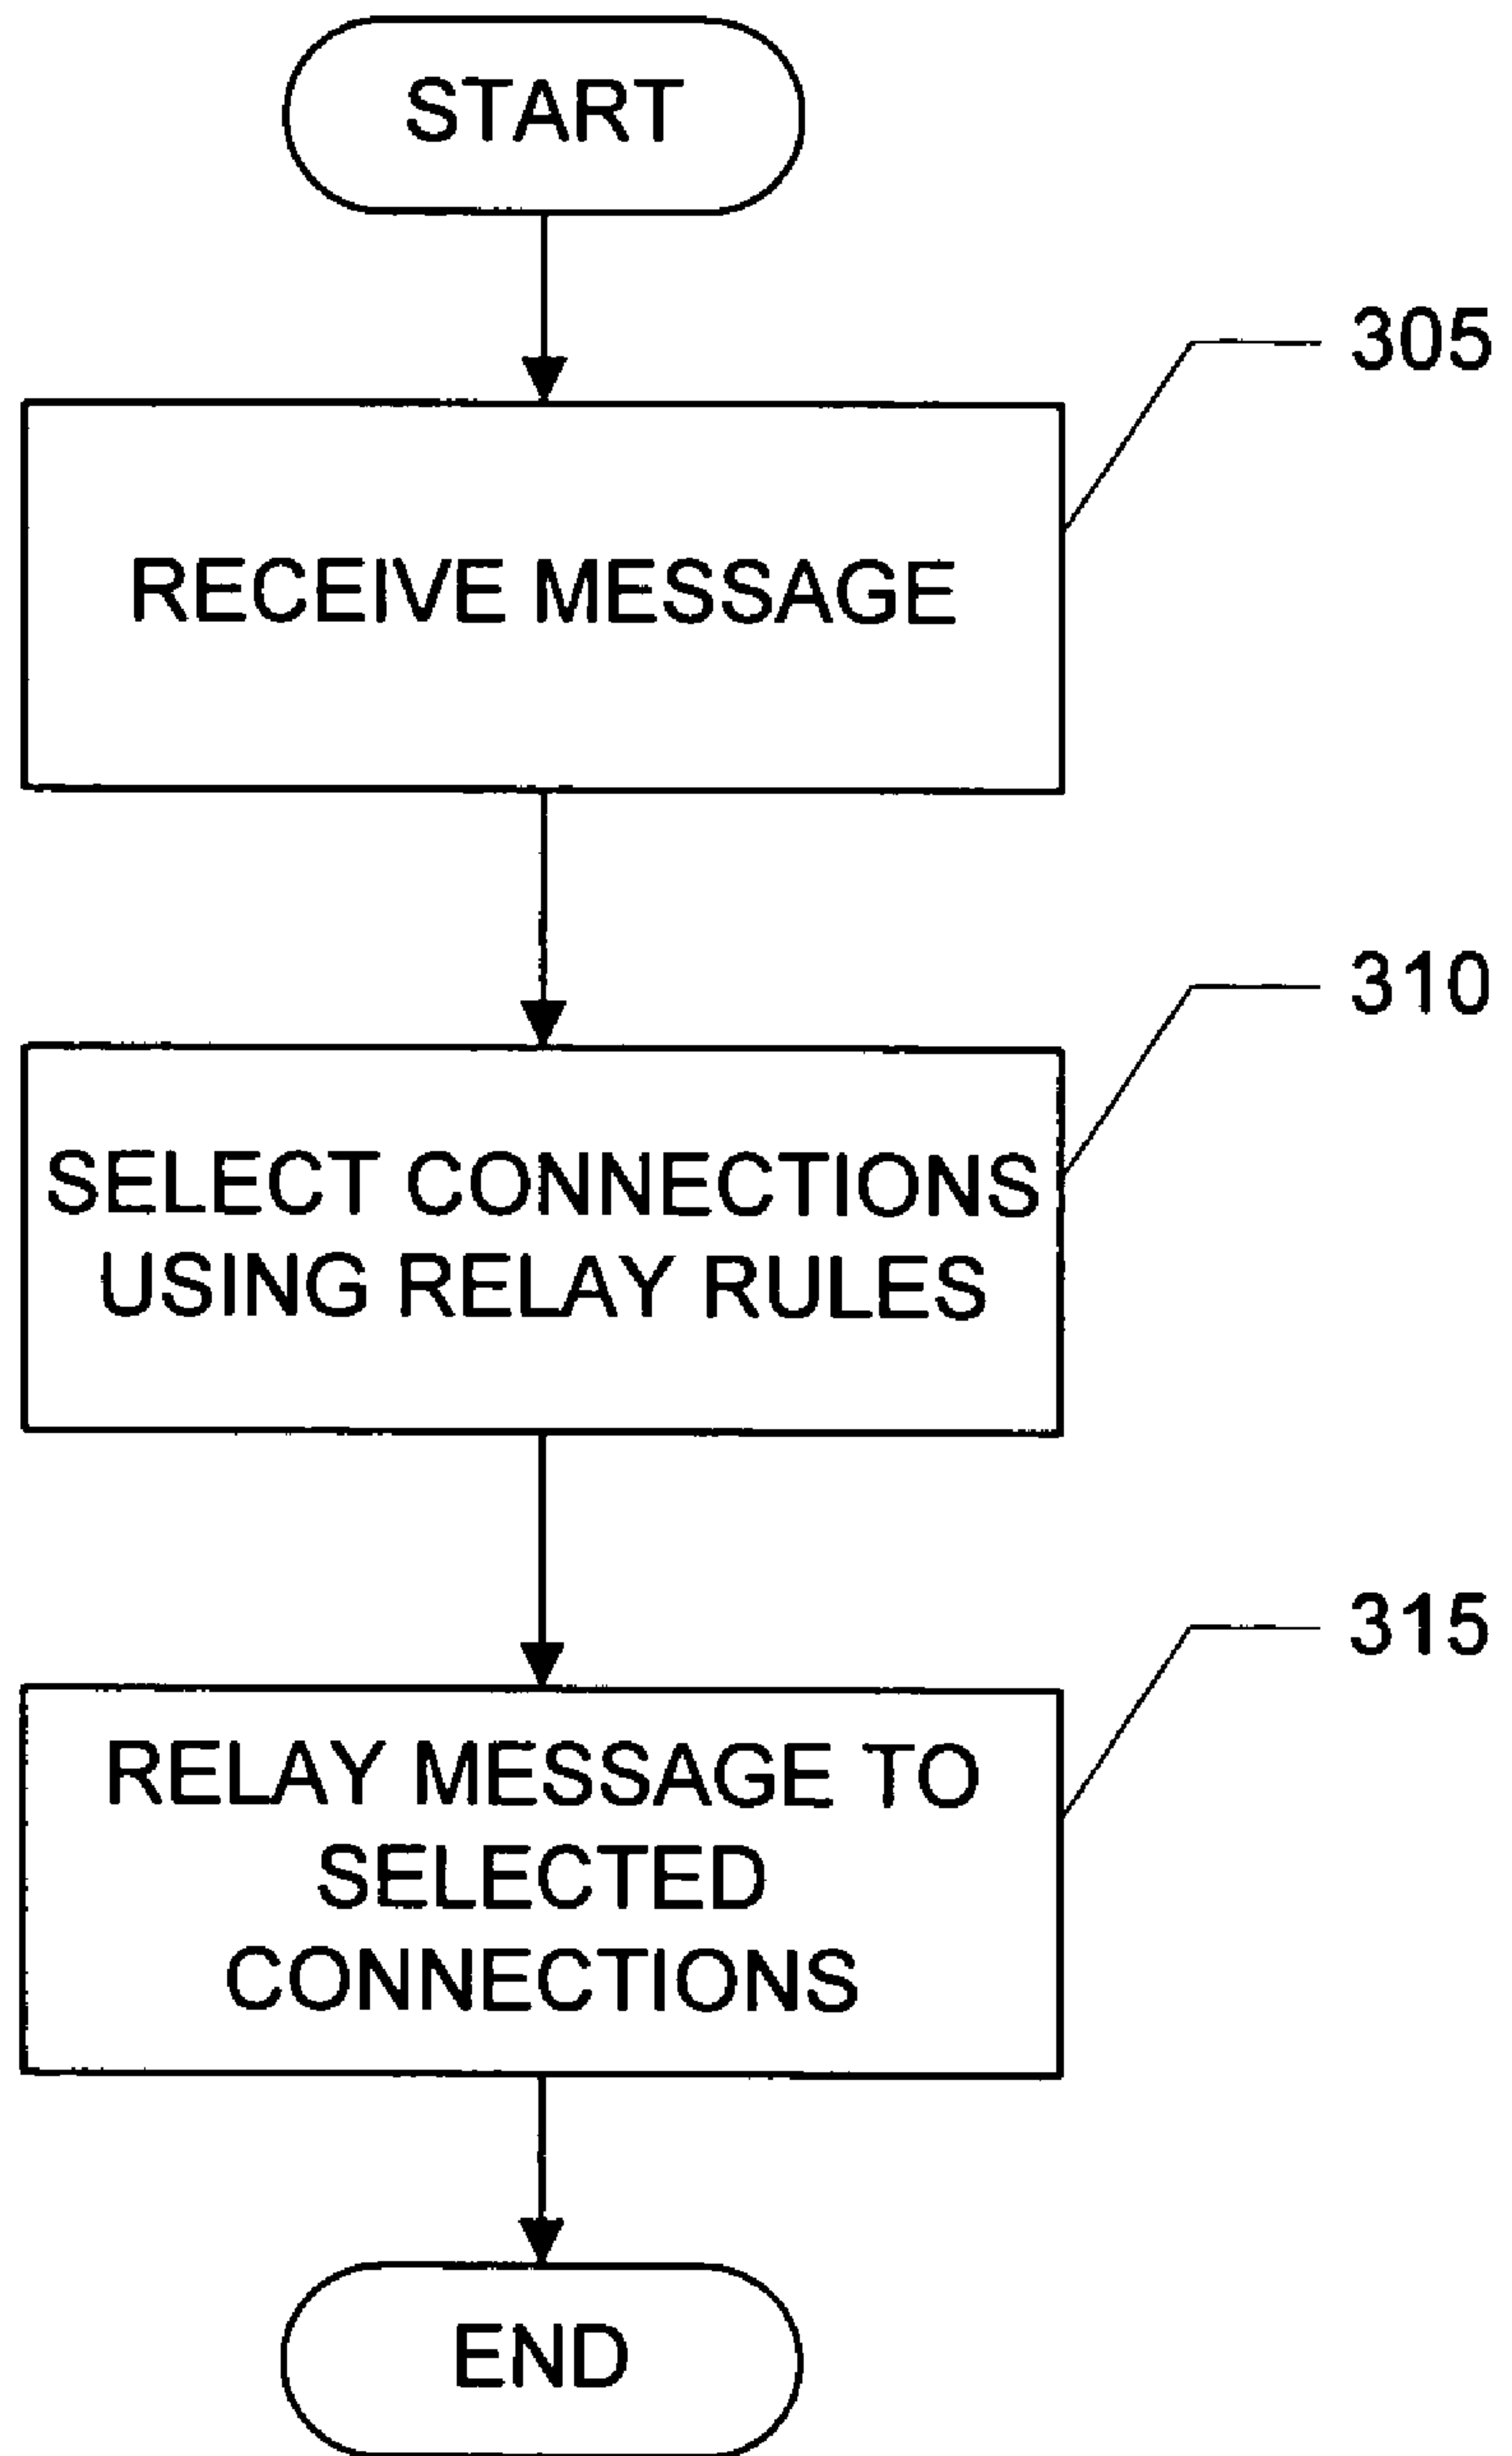 START
305
RECEIVE MESSAGE
310
SELECT CONNECTIONS
USING RELAY RULES
315
RELAY MESSAGE TO
SELECTED
CONNECTIONS
END